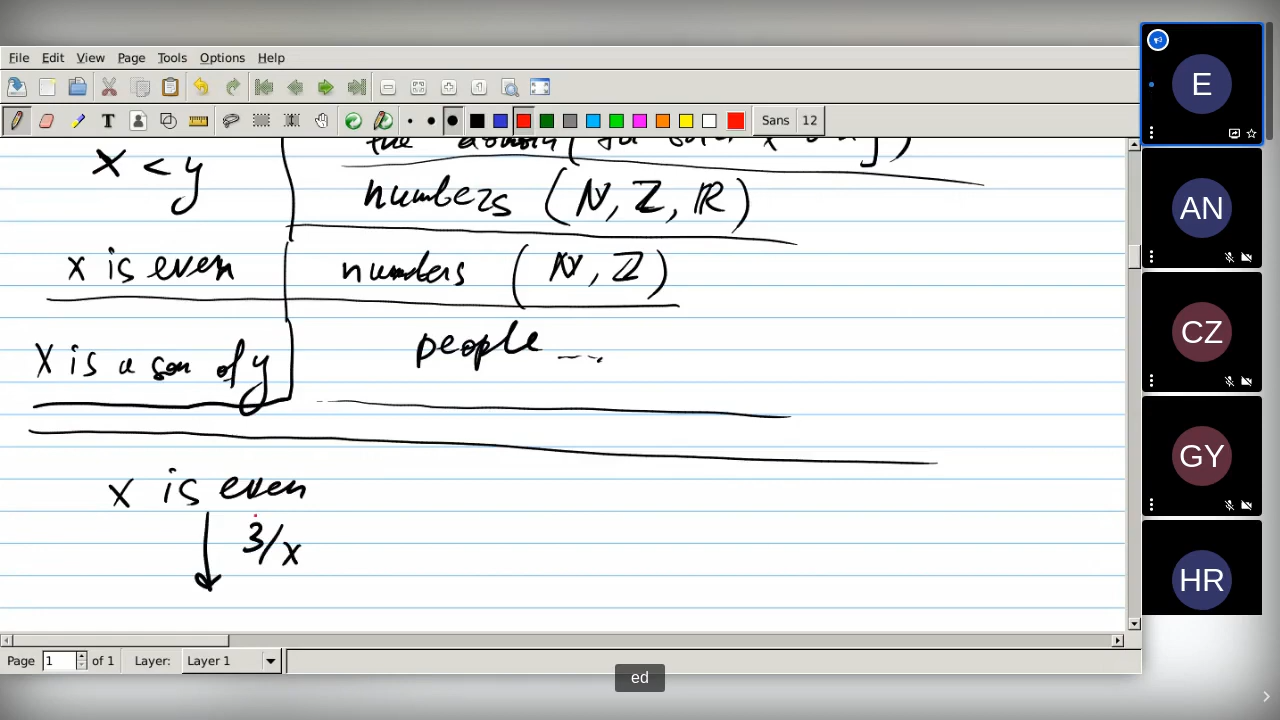 File Edit View Page Tools Options Help
Sans 12
E
AN
CZ
GY
HR
x < y
numbers (N, Z, R)
x is even
numbers (N, Z)
x is a son of y
people ...
x is even
3/x
Page 1 of 1 Layer: Layer 1
ed